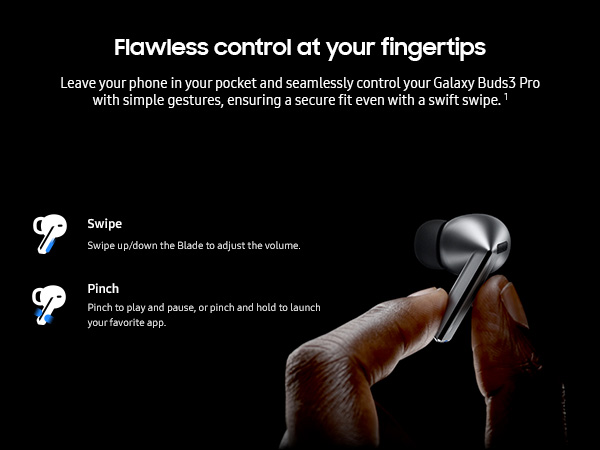 Flawless control at your fingertips
Leave your phone in your pocket and seamlessly control your Galaxy Buds3 Pro
with simple gestures, ensuring a secure fit even with a swift swipe. 1
Swipe
Swipe up/down the Blade to adjust the volume.
Pinch
Pinch to play and pause, or pinch and hold to launch
your favorite app.